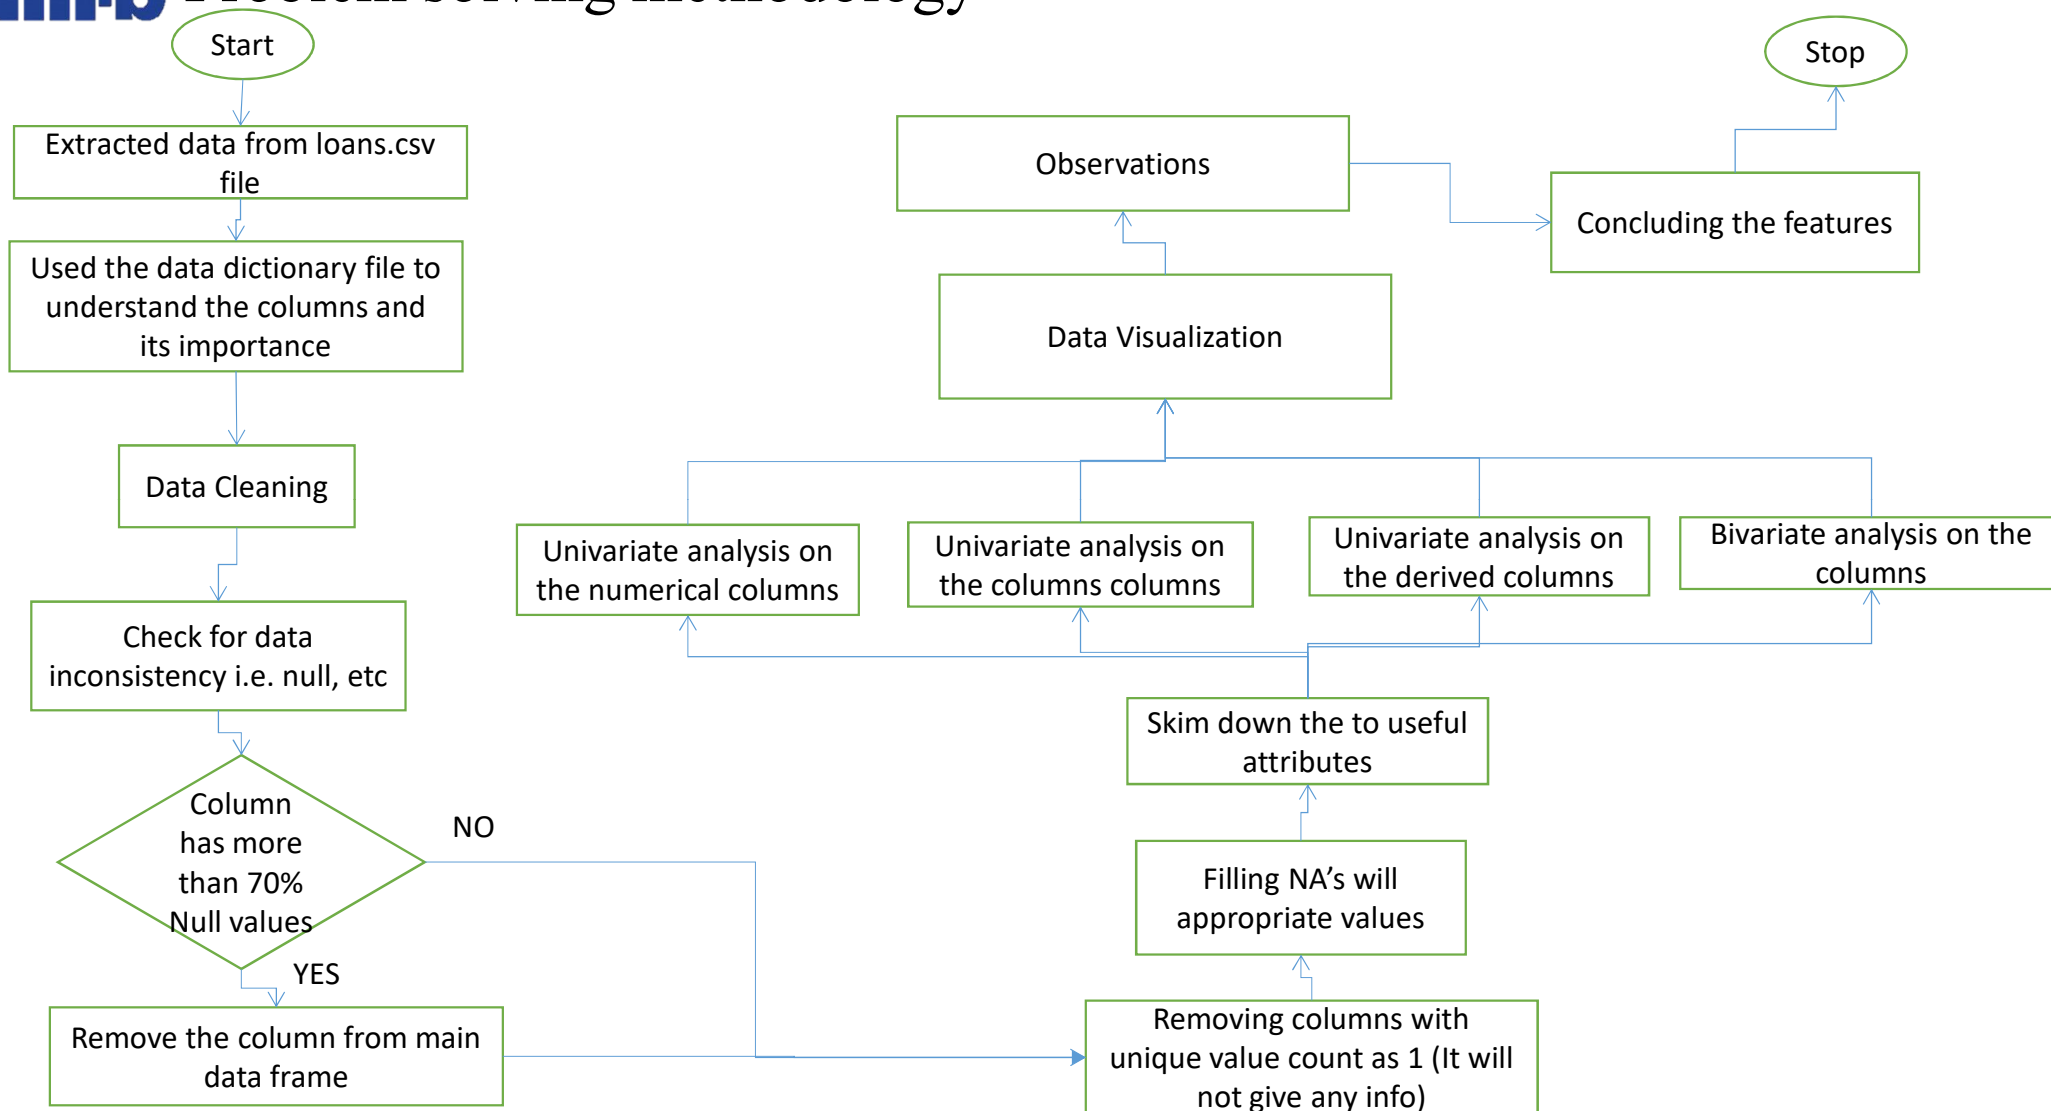 Problem solving methodology
Start
Extracted data from loans.csv
file
Used the data dictionary file to
understand the columns and
its importance
Data Cleaning
Check for data
inconsistency i.e. null, etc
Column
has more
than 70%
Null values
NO
YES
Remove the column from main
data frame
Removing columns with
unique value count as 1 (It will
not give any info)
Filling NA’s will
appropriate values
Skim down the to useful
attributes
Univariate analysis on
the numerical columns
Univariate analysis on
the columns columns
Univariate analysis on
the derived columns
Bivariate analysis on the
columns
Data Visualization
Observations
Concluding the features
Stop